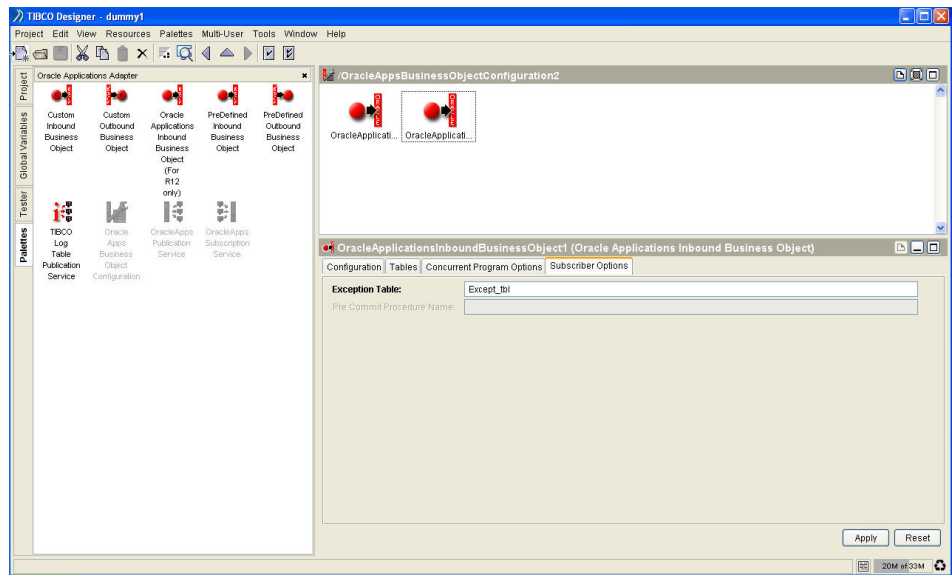 TIBCO Designer - dummy1
Project Edit View Resources Palettes Multi-User Tools Window Help
Project
Global Variables
Tester
Palettes
Oracle Applications Adapter
Custom
Inbound
Business
Object
Custom
Outbound
Business
Object
Oracle
Applications
Inbound
Business
Object
(For
R12
only)
PreDefined
Inbound
Business
Object
PreDefined
Outbound
Business
Object
TIBCO
Log
Table
Publication
Service
Oracle
Apps
Business
Object
Configuration
OracleApps
Publication
Service
OracleApps
Subscription
Service
/OracleAppsBusinessObjectConfiguration2
OracleApplicati...
OracleApplicati...
OracleApplicationsInboundBusinessObject1 (Oracle Applications Inbound Business Object)
Configuration Tables Concurrent Program Options Subscriber Options
Exception Table: Except_tbl
Pre Commit Procedure Name:
Apply Reset
20M of 33M